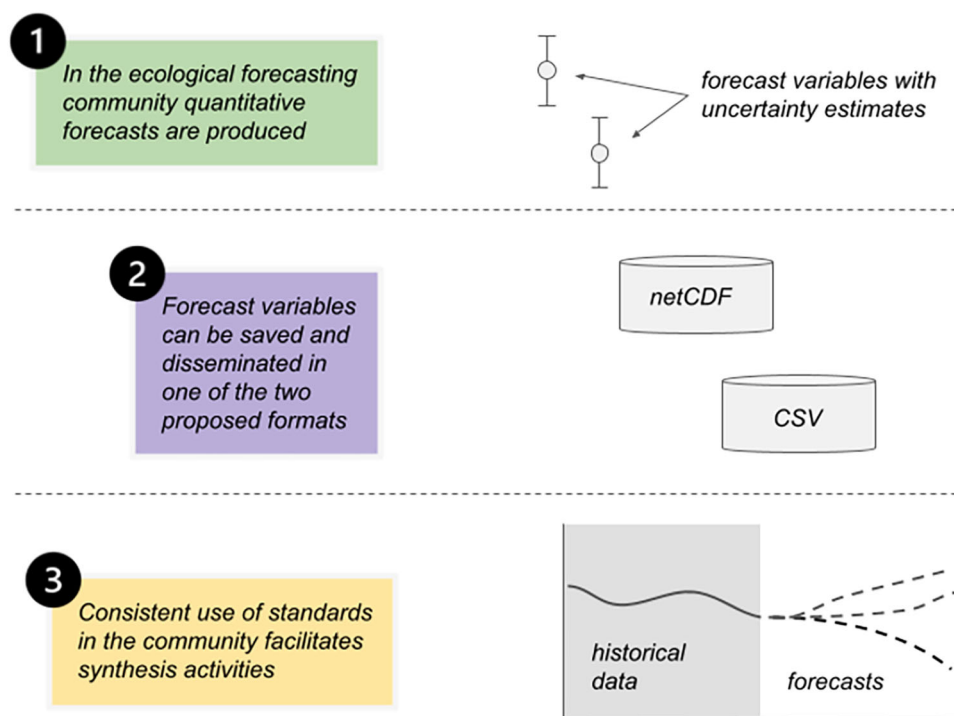 1
In the ecological forecasting
community quantitative
forecasts are produced
forecast variables with
uncertainty estimates
2
Forecast variables
can be saved and
disseminated in
one of the two
proposed formats
netCDF
CSV
3
Consistent use of standards
in the community facilitates
synthesis activities
historical
data
forecasts